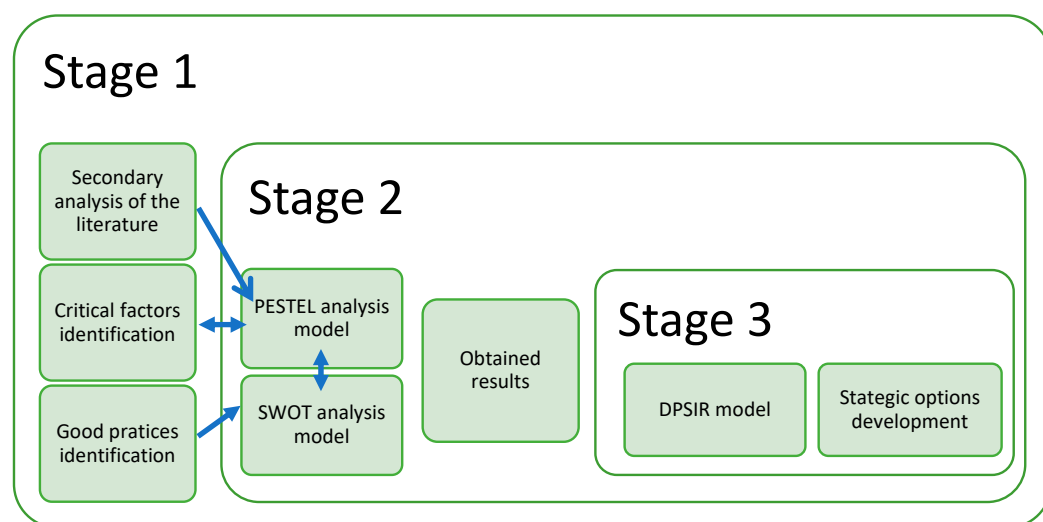 Stage 1
Secondary
analysis of the
literature
Critical factors
identification
Good pratices
identification
Stage 2
PESTEL analysis
model
SWOT analysis
model
Obtained
results
Stage 3
DPSIR model
Stategic options
development